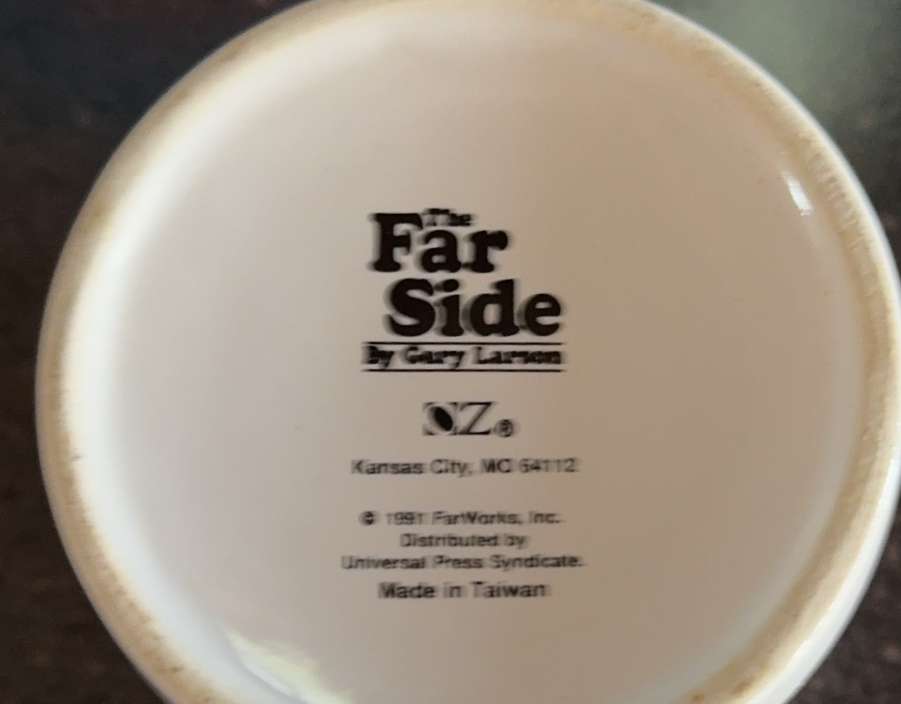 The
Far
Side
By Gary Larson
OZ®
Kansas City, MO 64112
© 1991 FarWorks, Inc.
Distributed by
Universal Press Syndicate.
Made in Taiwan